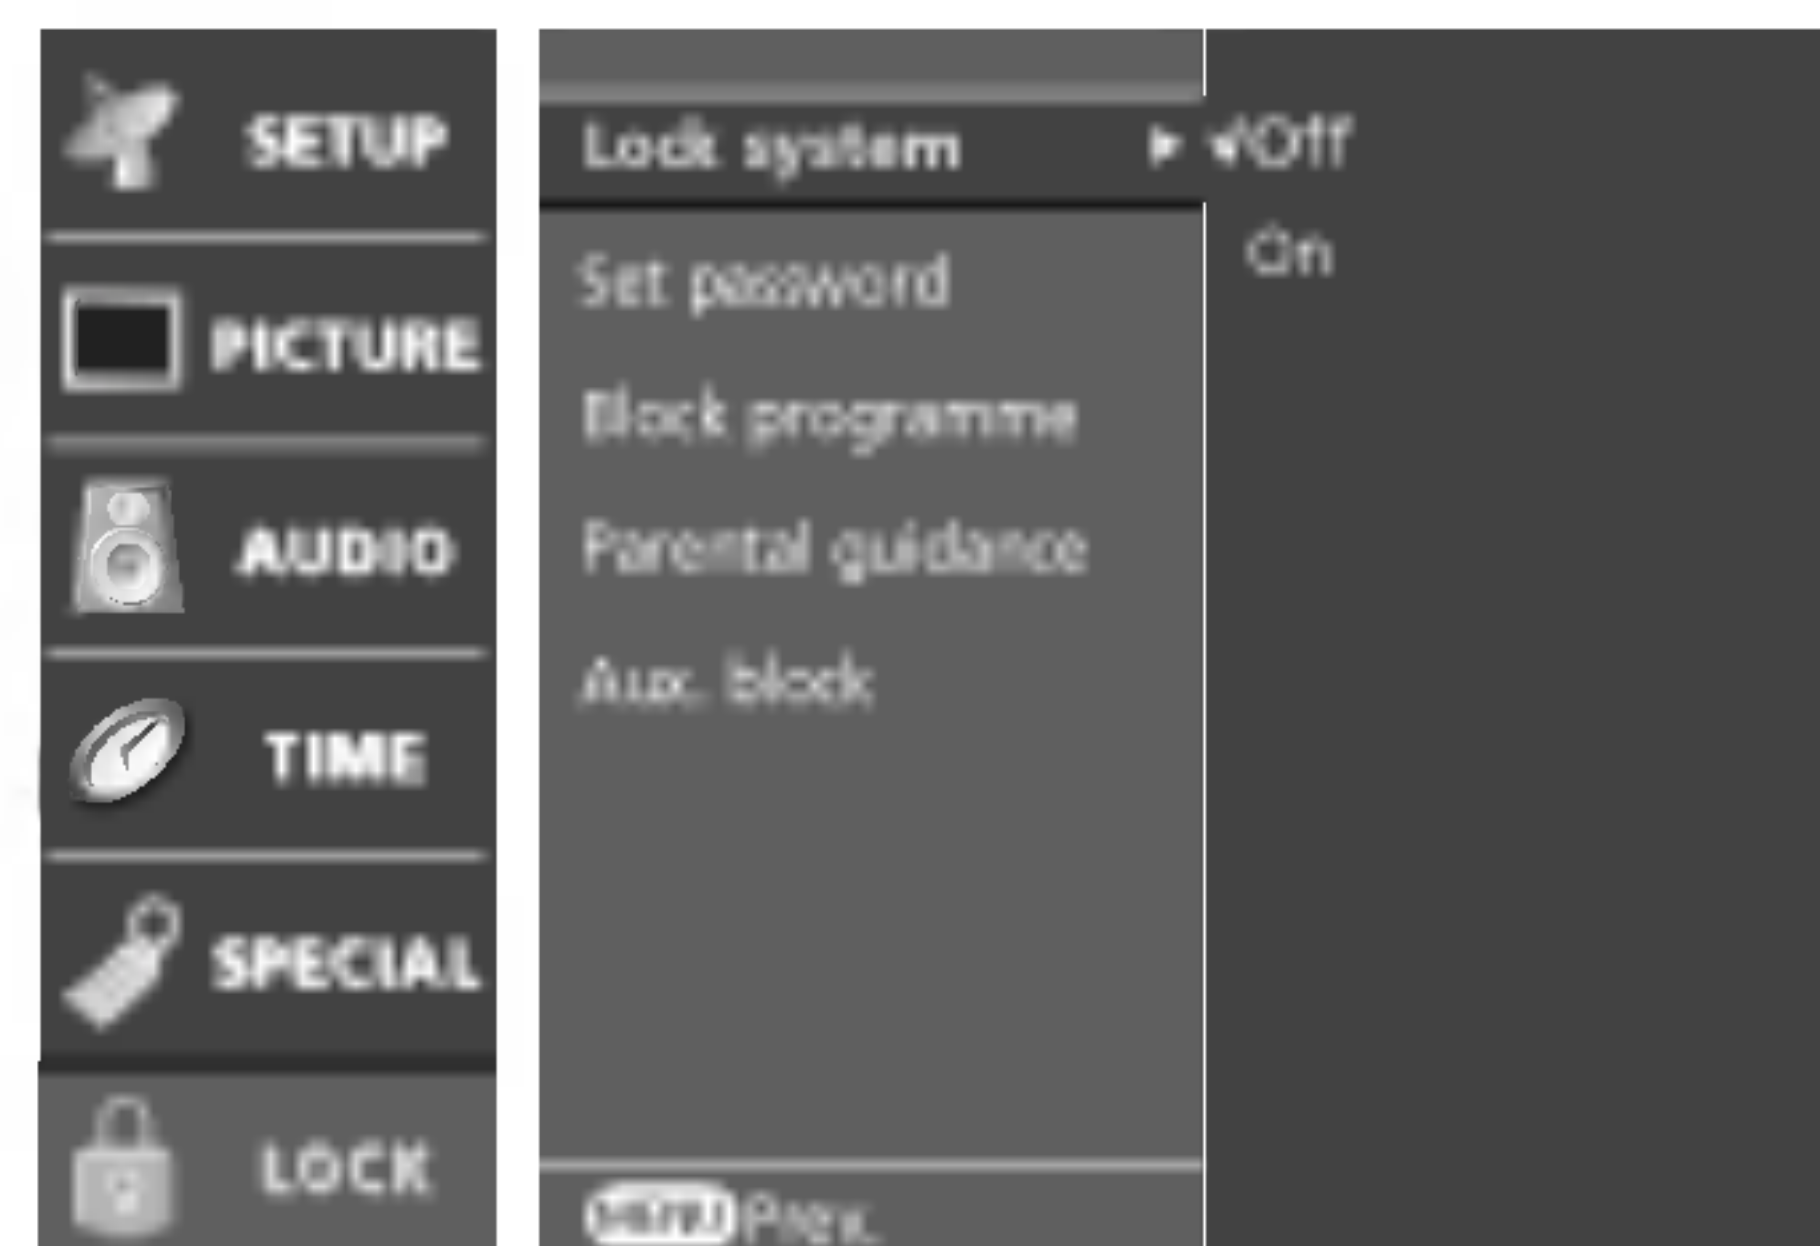 SETUP
PICTURE
AUDIO
TIME
SPECIAL
LOCK
Lock system ▶
Set password
Block programme
Parental guidance
Aux. block
MENU Prev.
✓Off
On